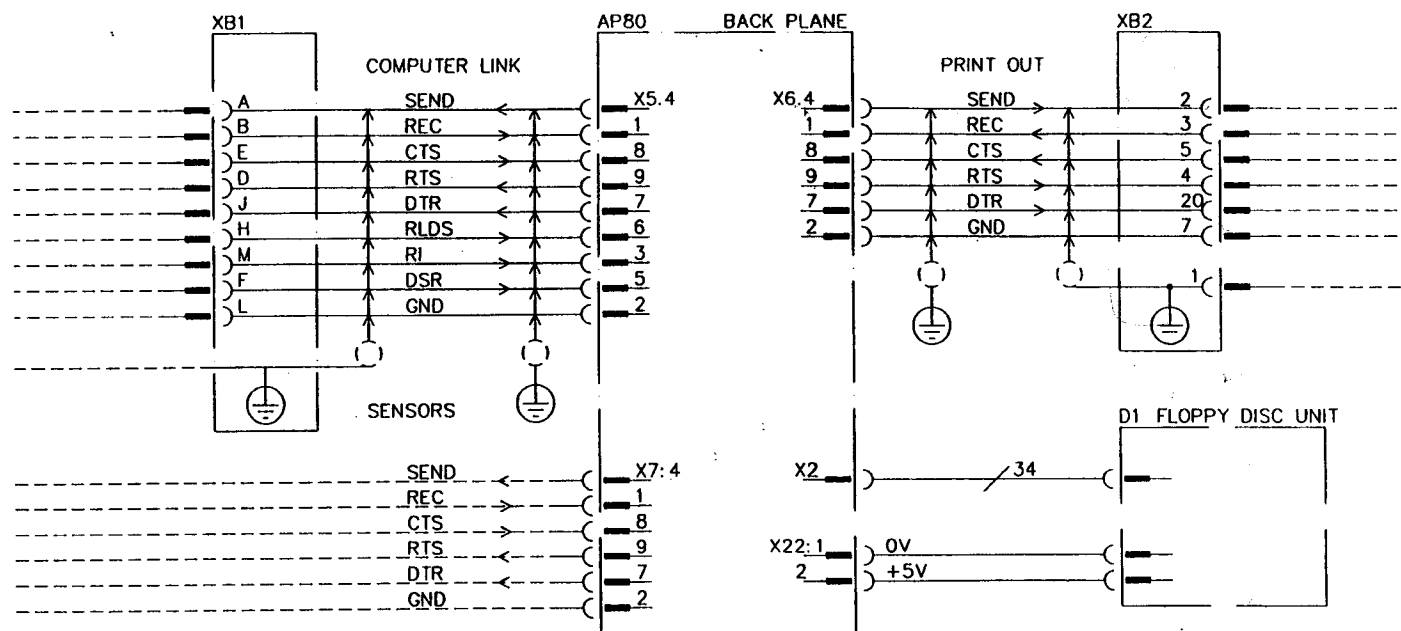 XB1 AP80 BACK PLANE XB2
COMPUTER LINK PRINT OUT
A SEND X5.4 X6.4 SEND 2
B REC 1 1 REC 3
E CTS 8 8 CTS 5
D RTS 9 9 RTS 4
J DTR 7 7 DTR 20
H RLDS 6 2 GND 7
M RI 3
F DSR 5 1
L GND 2
SENSORS
D1 FLOPPY DISC UNIT
SEND X7:4 X2 34
REC 1
CTS 8
RTS 9 X22:1 0V
DTR 7 2 +5V
GND 2